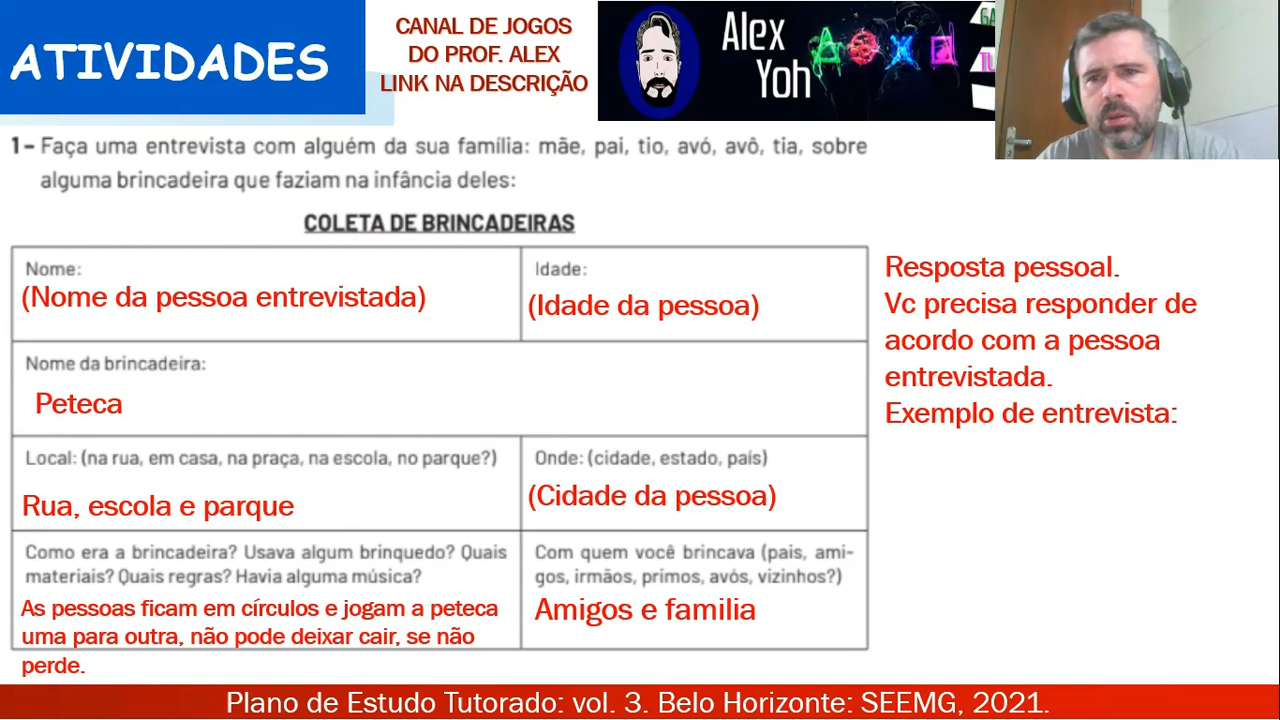 ATIVIDADES
CANAL DE JOGOS
DO PROF. ALEX
LINK NA DESCRIÇÃO
Alex
Yoh
1- Faça uma entrevista com alguém da sua família: mãe, pai, tio, avó, avô, tia, sobre
alguma brincadeira que faziam na infância deles:
COLETA DE BRINCADEIRAS
Nome:
(Nome da pessoa entrevistada)
Idade:
(Idade da pessoa)
Nome da brincadeira:
Peteca
Local: (na rua, em casa, na praça, na escola, no parque?)
Rua, escola e parque
Onde: (cidade, estado, país)
(Cidade da pessoa)
Como era a brincadeira? Usava algum brinquedo? Quais
materiais? Quais regras? Havia alguma música?
As pessoas ficam em círculos e jogam a peteca
uma para outra, não pode deixar cair, se não
perde.
Com quem você brincava (pais, ami-
gos, irmãos, primos, avós, vizinhos?)
Amigos e familia
Resposta pessoal.
Vc precisa responder de
acordo com a pessoa
entrevistada.
Exemplo de entrevista:
Plano de Estudo Tutorado: vol. 3. Belo Horizonte: SEEMG, 2021.